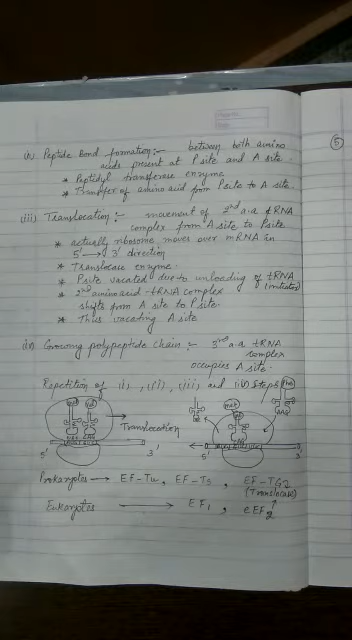 (ii) Peptide Bond formation :- between both amino
acids present at P site and A site.
* Peptidyl transferase enzyme
* Transfer of amino acid from P site to A site.
(iii) Translocation :- movement of 2nd a.a tRNA
complex from A site to P site
* actually ribosome moves over mRNA in
5' → 3' direction
* Translocase enzyme.
* P site vacated due to unloading of tRNA
(initiator)
* 2nd amino acid - tRNA complex
shifts from A site to P site.
* Thus vacating A site
(iv) Growing polypeptide chain :- a.a tRNA
complex
occupies A site.
Repetition of (i), (ii), (iii) and (iv) Steps
Translocation
5' 3' 5' 3'
Prokaryotes → EF-Tu, EF-Ts, EF-TG2
(Translocase)
Eukaryotes → EF1, eEF2
5